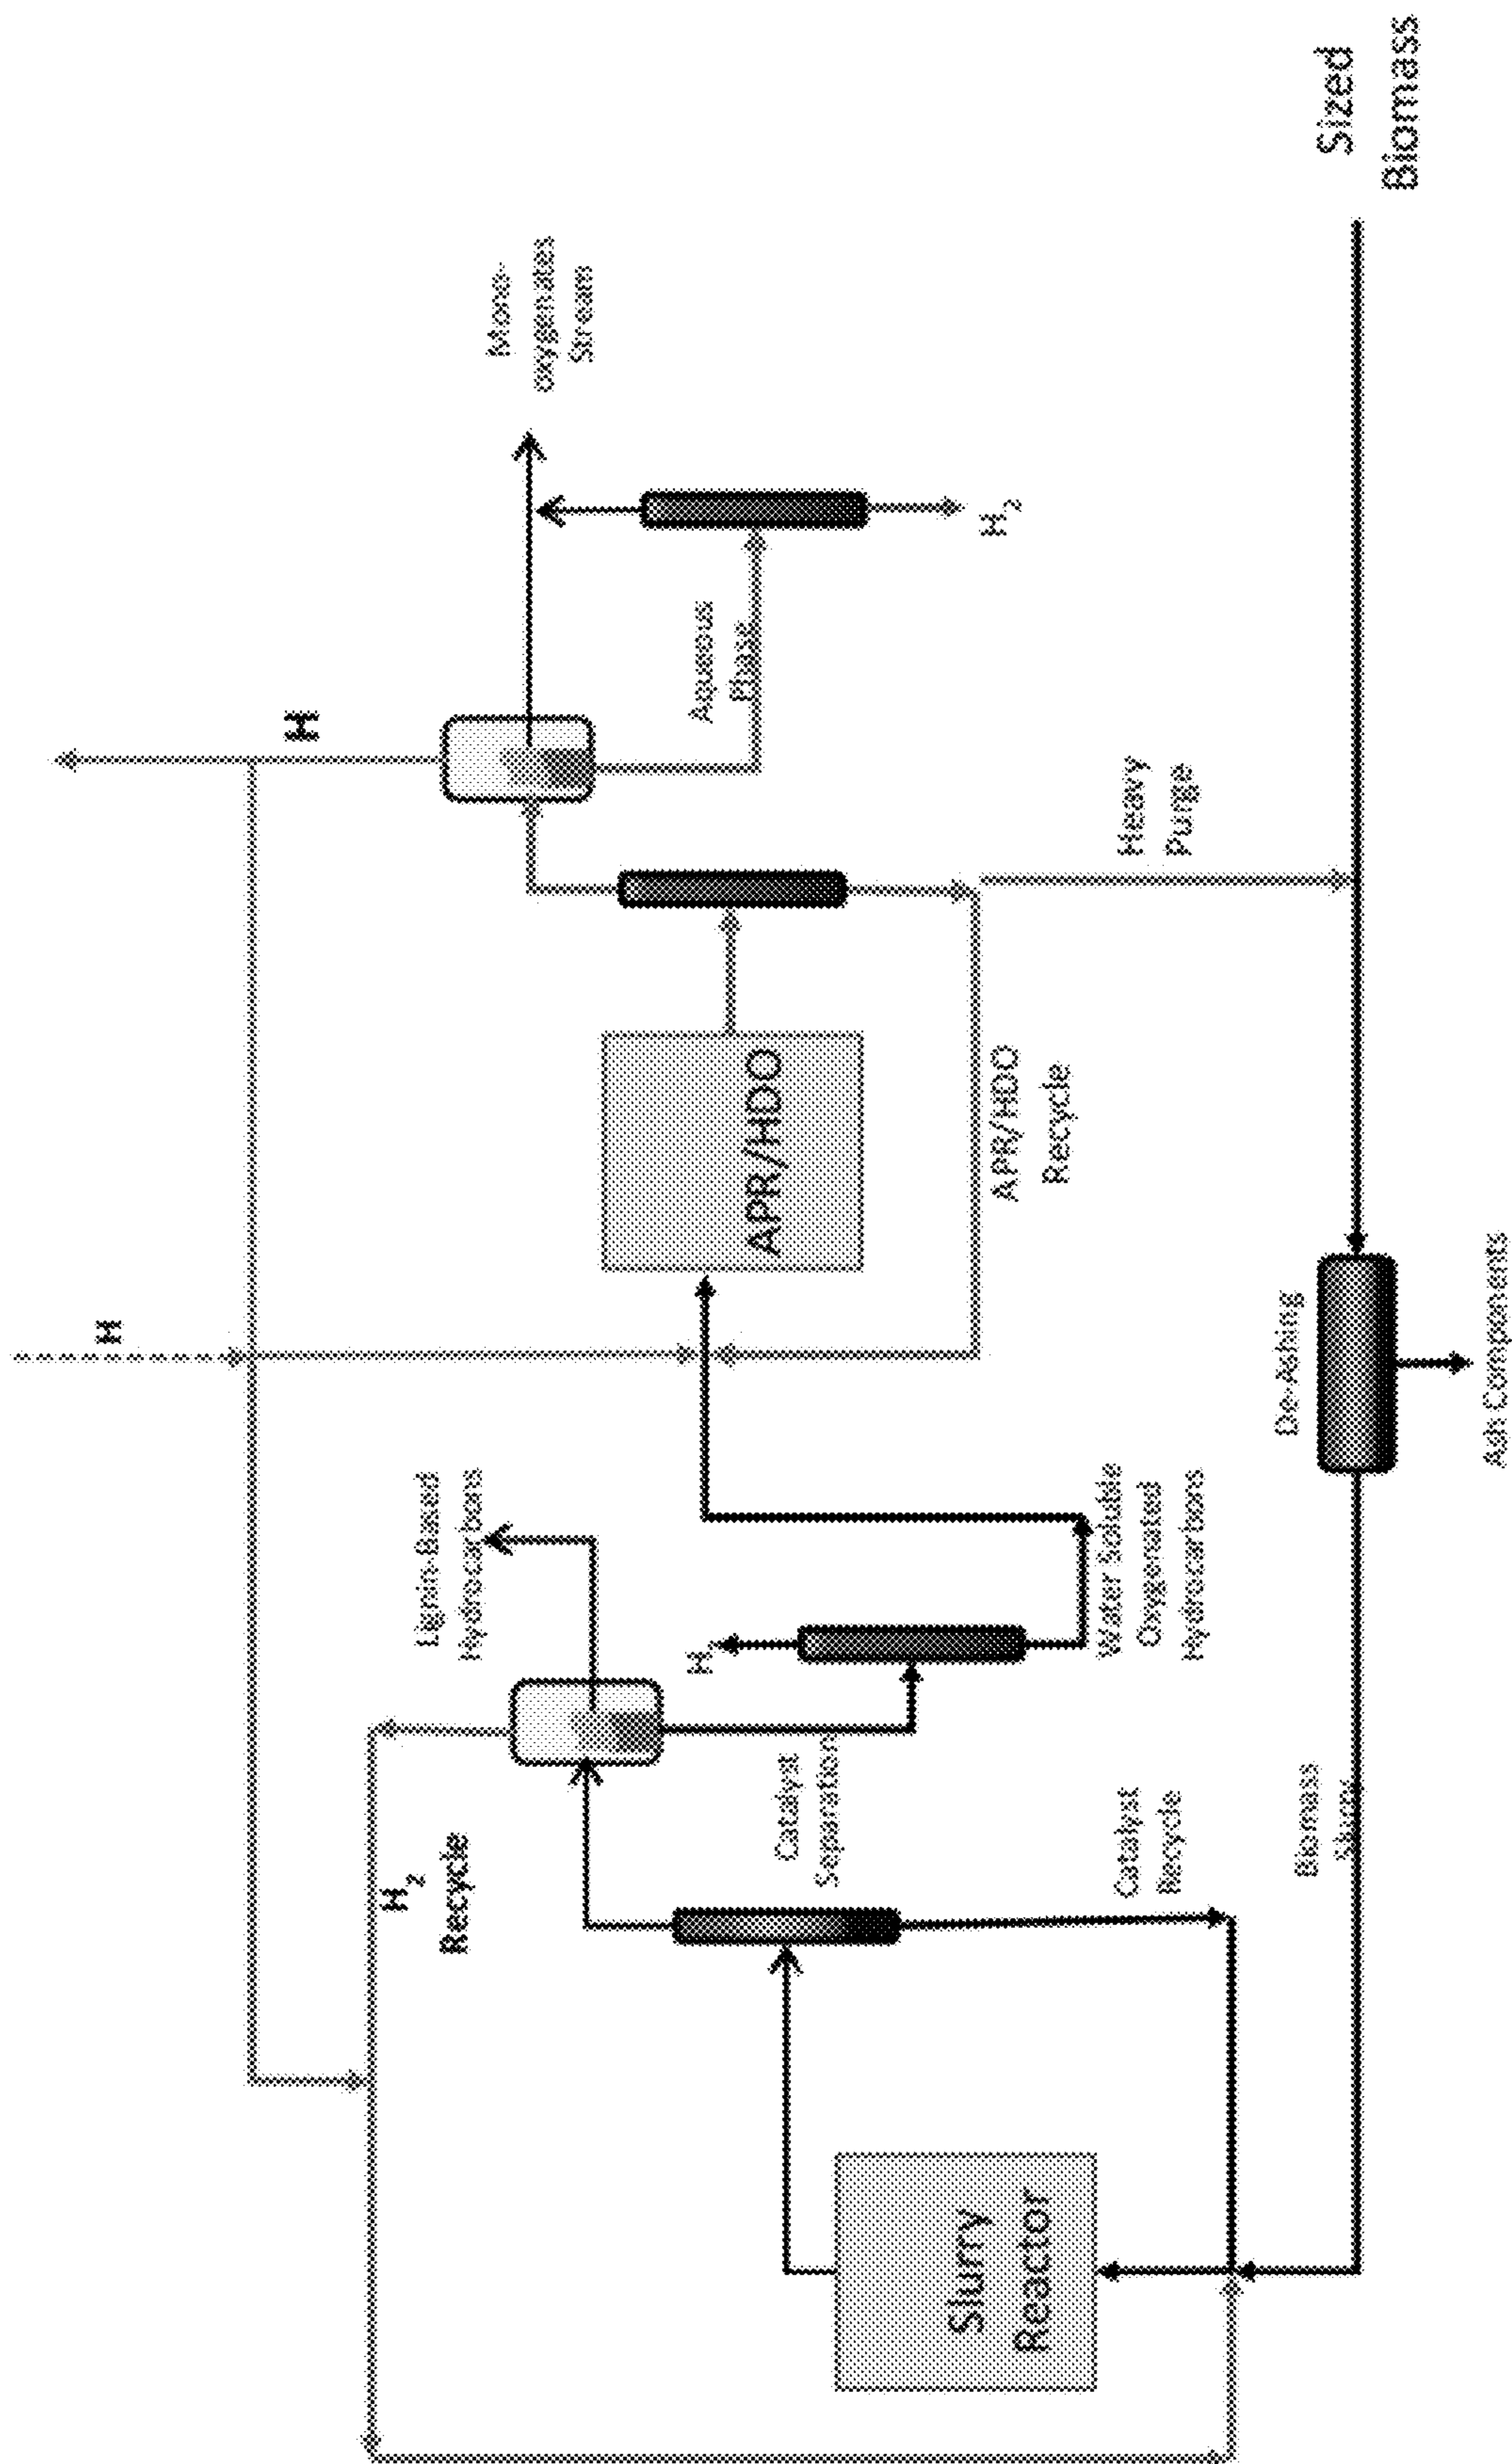 H
H
H₂
Recycle
Lignin-Based
Hydrocarbons
Mono-
oxygenates
Stream
H
Catalyst
Separation
Aqueous
Phase
APR/HDO
Slurry
Reactor
H₂
APR/HDO
Recycle
Water Soluble
Oxygenated
Hydrocarbons
Catalyst
Recycle
Heavy
Purge
Biomass
Slurry
De-Ashing
Ash Components
Sized
Biomass